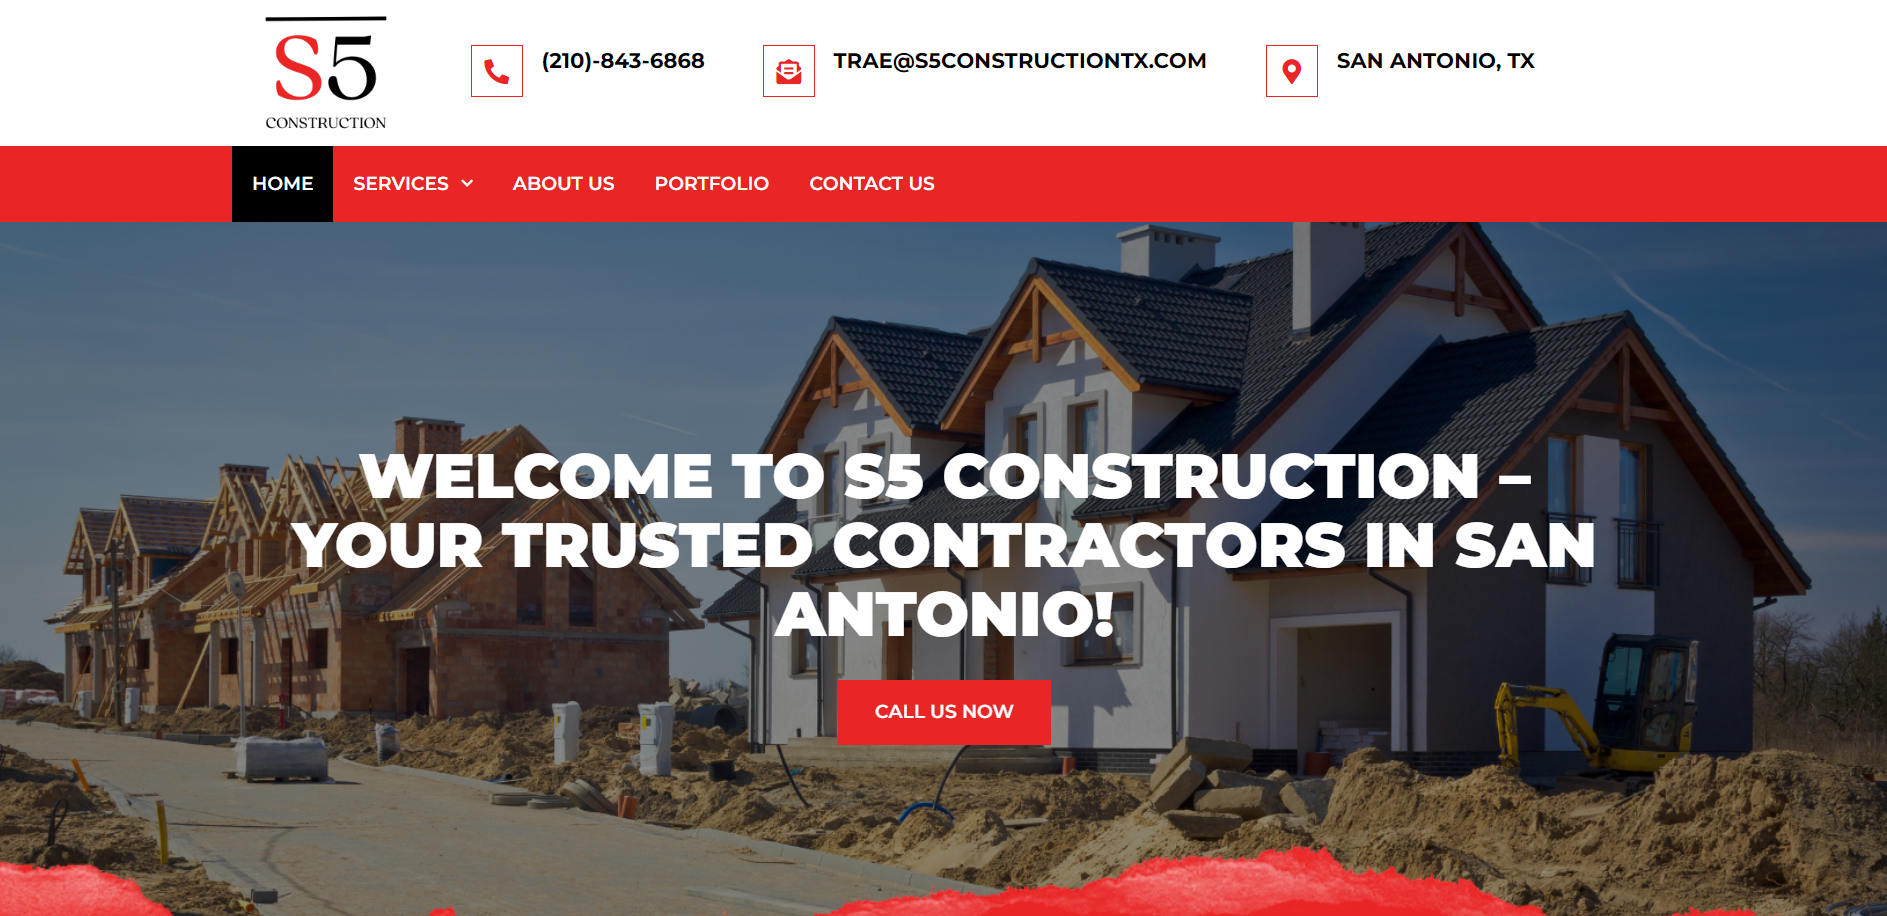 S5
CONSTRUCTION
(210)-843-6868
TRAE@S5CONSTRUCTIONTX.COM
SAN ANTONIO, TX
HOME
SERVICES
ABOUT US
PORTFOLIO
CONTACT US
WELCOME TO S5 CONSTRUCTION –
YOUR TRUSTED CONTRACTORS IN SAN
ANTONIO!
CALL US NOW